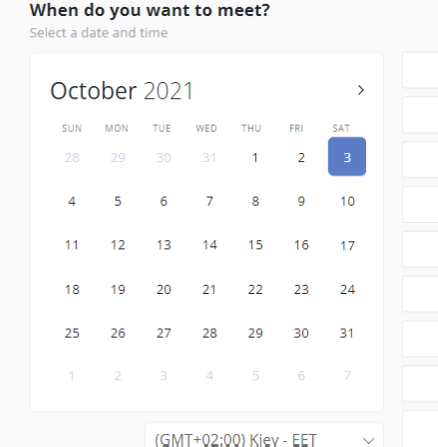 When do you want to meet?
Select a date and time
October 2021
SUN MON TUE WED THU FRI SAT
28 29 30 31 1 2 3
4 5 6 7 8 9 10
11 12 13 14 15 16 17
18 19 20 21 22 23 24
25 26 27 28 29 30 31
1 2 3 4 5 6 7
(GMT+02:00) Kiev - EET